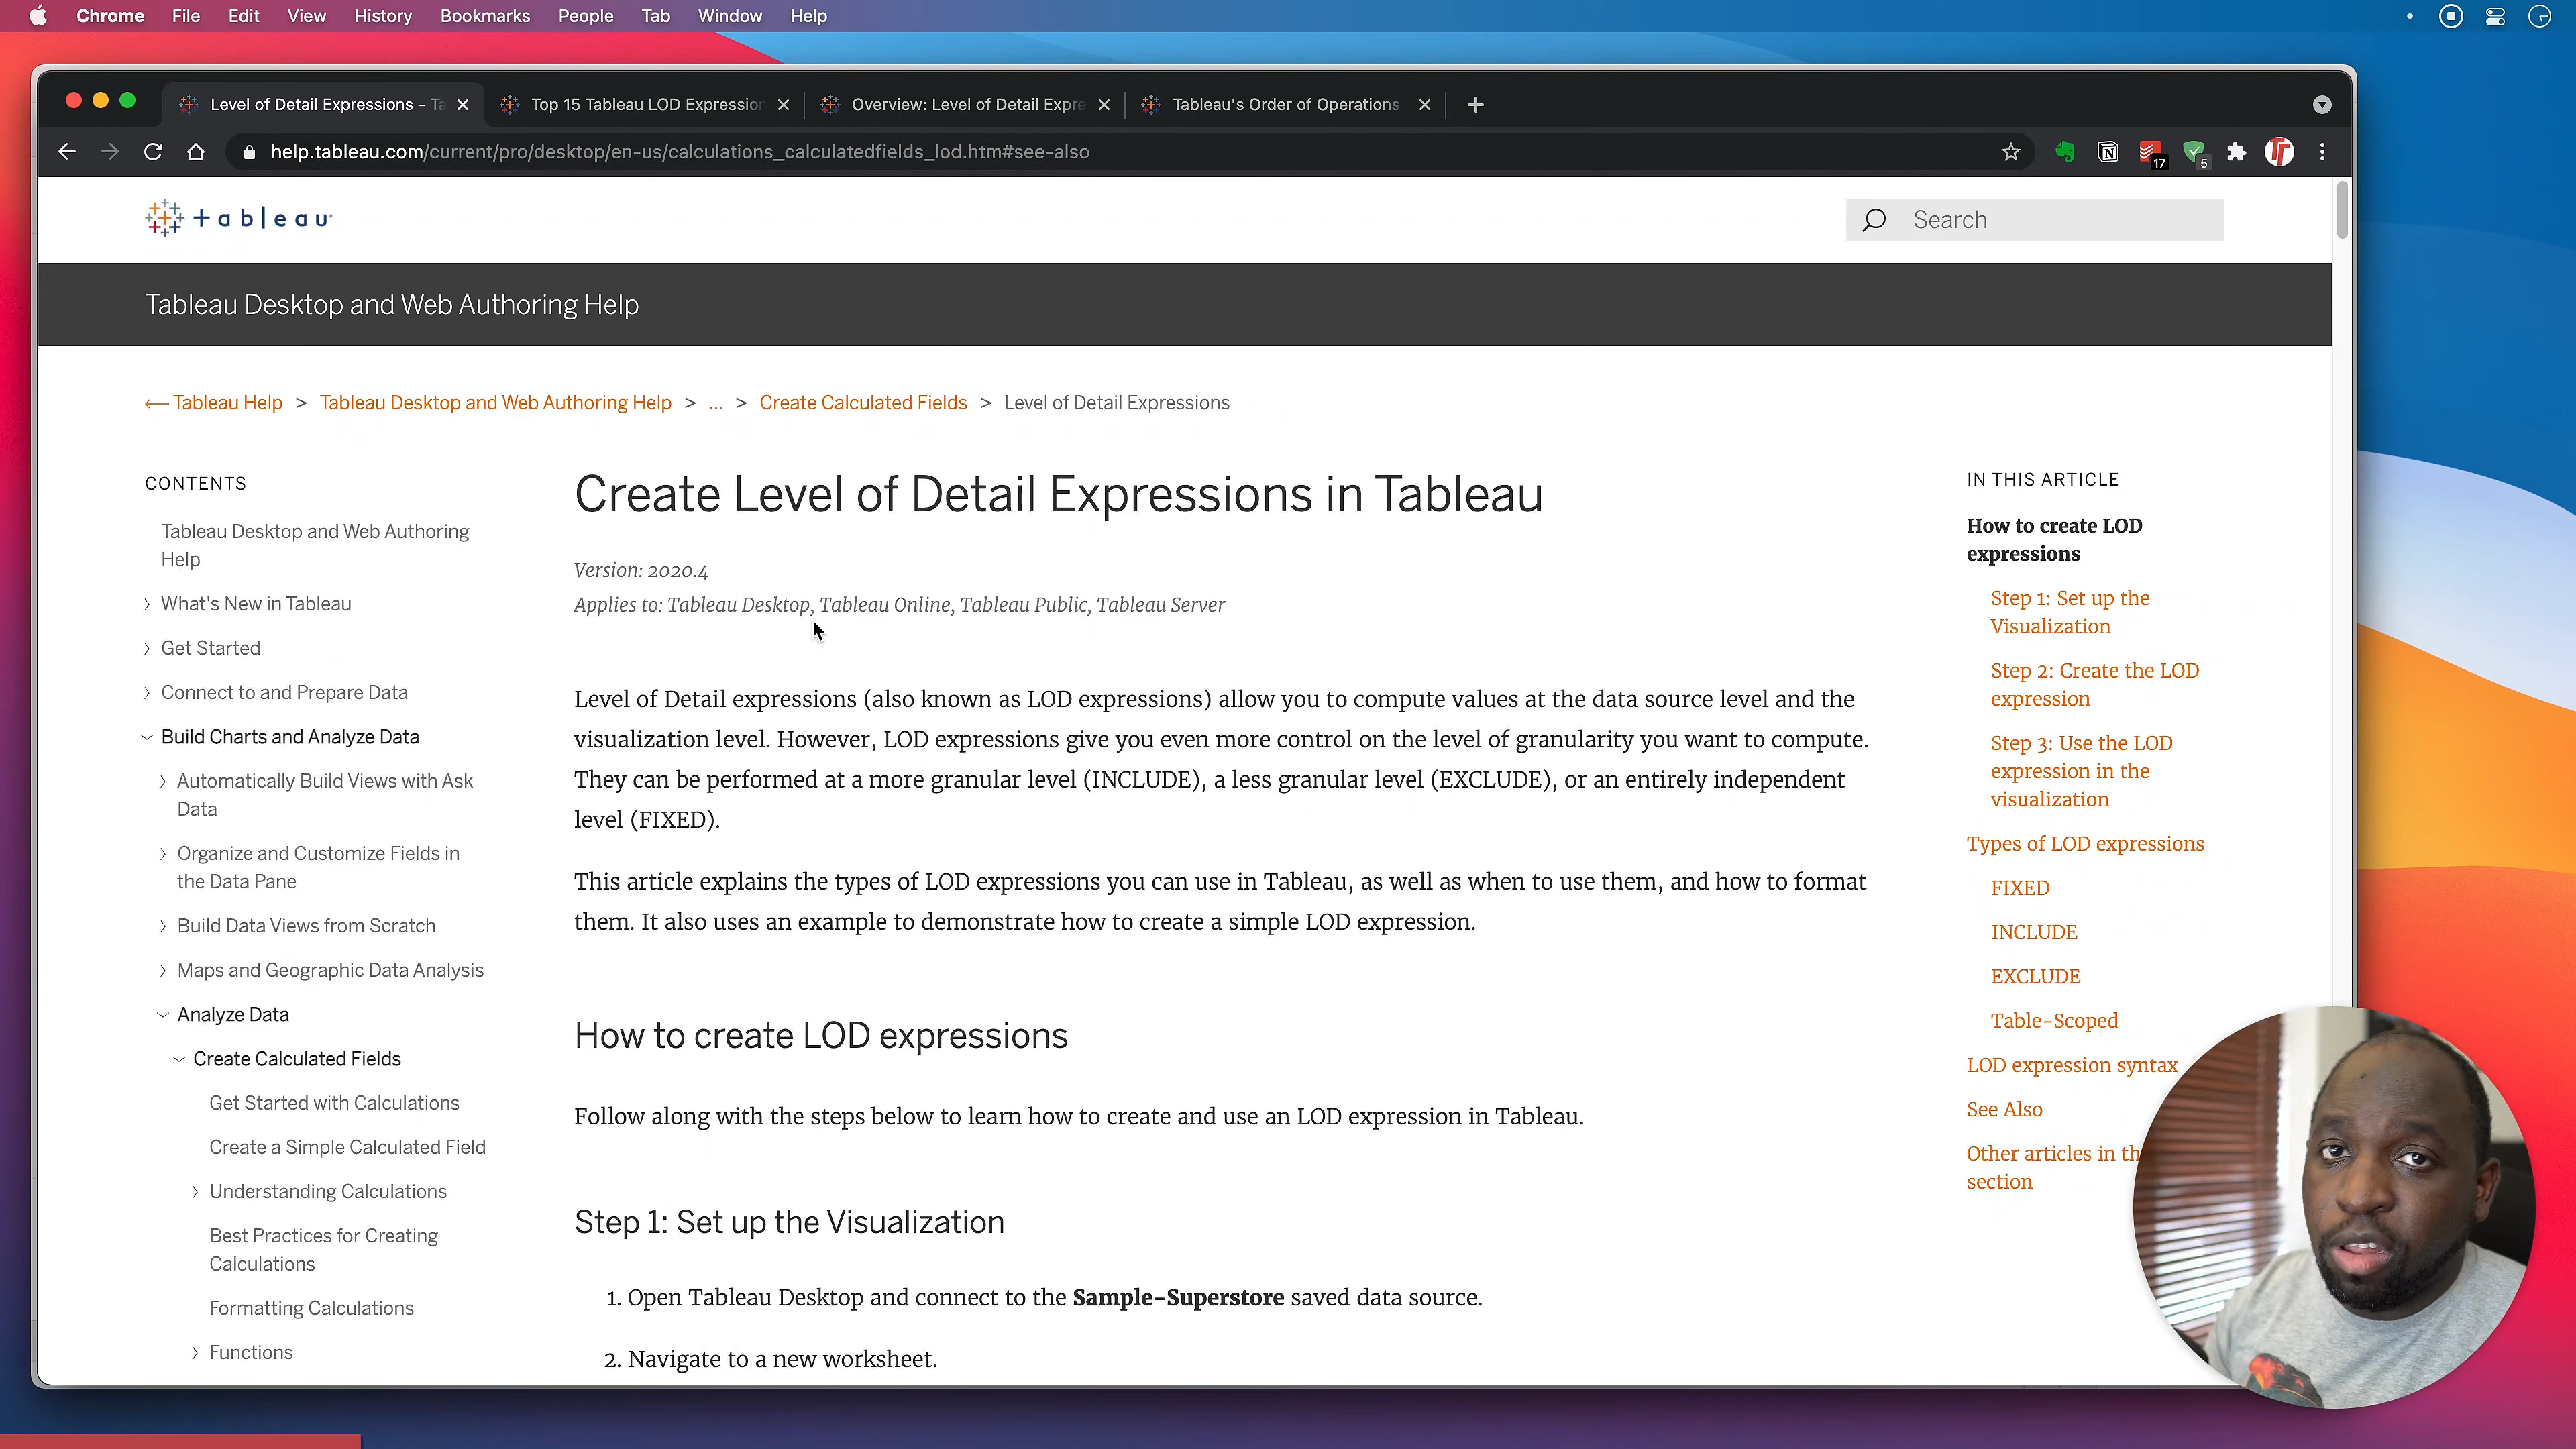 Chrome File Edit View History Bookmarks People Tab Window Help
Level of Detail Expressions - Ta
Top 15 Tableau LOD Expression
Overview: Level of Detail Expre
Tableau's Order of Operations
help.tableau.com/current/pro/desktop/en-us/calculations_calculatedfields_lod.htm#see-also
17
5
+ableau
Search
Tableau Desktop and Web Authoring Help
Tableau Help > Tableau Desktop and Web Authoring Help > ... > Create Calculated Fields > Level of Detail Expressions
CONTENTS
Tableau Desktop and Web Authoring
Help
What's New in Tableau
Get Started
Connect to and Prepare Data
Build Charts and Analyze Data
Automatically Build Views with Ask
Data
Organize and Customize Fields in
the Data Pane
Build Data Views from Scratch
Maps and Geographic Data Analysis
Analyze Data
Create Calculated Fields
Get Started with Calculations
Create a Simple Calculated Field
Understanding Calculations
Best Practices for Creating
Calculations
Formatting Calculations
Functions
Create Level of Detail Expressions in Tableau
Version: 2020.4
Applies to: Tableau Desktop, Tableau Online, Tableau Public, Tableau Server
Level of Detail expressions (also known as LOD expressions) allow you to compute values at the data source level and the
visualization level. However, LOD expressions give you even more control on the level of granularity you want to compute.
They can be performed at a more granular level (INCLUDE), a less granular level (EXCLUDE), or an entirely independent
level (FIXED).
This article explains the types of LOD expressions you can use in Tableau, as well as when to use them, and how to format
them. It also uses an example to demonstrate how to create a simple LOD expression.
How to create LOD expressions
Follow along with the steps below to learn how to create and use an LOD expression in Tableau.
Step 1: Set up the Visualization
1. Open Tableau Desktop and connect to the Sample-Superstore saved data source.
2. Navigate to a new worksheet.
IN THIS ARTICLE
How to create LOD
expressions
Step 1: Set up the
Visualization
Step 2: Create the LOD
expression
Step 3: Use the LOD
expression in the
visualization
Types of LOD expressions
FIXED
INCLUDE
EXCLUDE
Table-Scoped
LOD expression syntax
See Also
Other articles in th
section